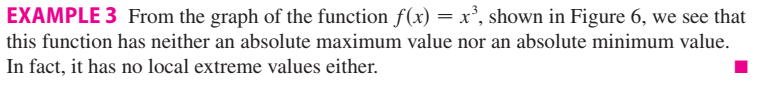 EXAMPLE 3 From the graph of the function f(x) = x³, shown in Figure 6, we see that
this function has neither an absolute maximum value nor an absolute minimum value.
In fact, it has no local extreme values either.